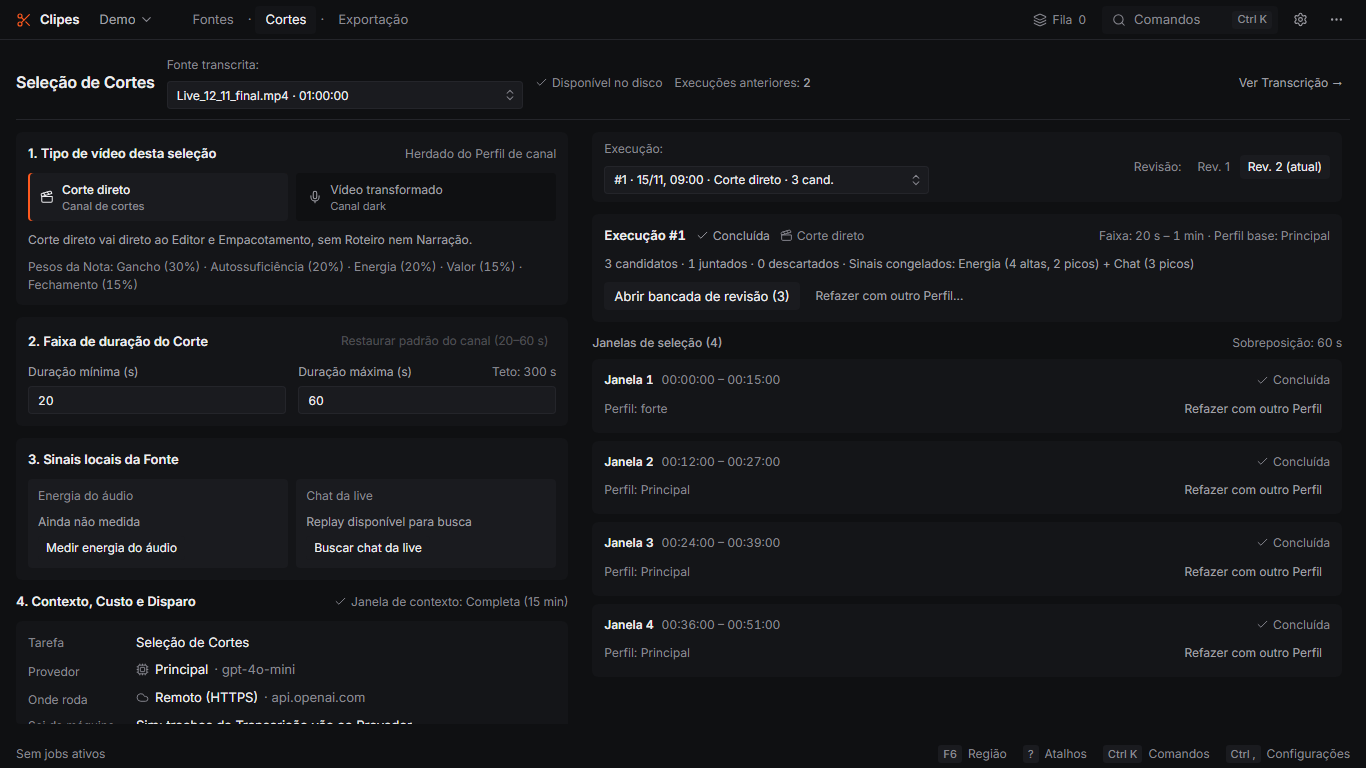 Clipes
Demo
Fontes · Cortes · Exportação
Fila 0
Comandos Ctrl K
Seleção de Cortes
Fonte transcrita:
Live_12_11_final.mp4 · 01:00:00
Disponível no disco
Execuções anteriores: 2
Ver Transcrição →
1. Tipo de vídeo desta seleção
Herdado do Perfil de canal
Corte direto
Canal de cortes
Vídeo transformado
Canal dark
Corte direto vai direto ao Editor e Empacotamento, sem Roteiro nem Narração.
Pesos da Nota: Gancho (30%) · Autossuficiência (20%) · Energia (20%) · Valor (15%) ·
Fechamento (15%)
2. Faixa de duração do Corte
Restaurar padrão do canal (20–60 s)
Duração mínima (s)
Duração máxima (s)
Teto: 300 s
20
60
3. Sinais locais da Fonte
Energia do áudio
Ainda não medida
Medir energia do áudio
Chat da live
Replay disponível para busca
Buscar chat da live
4. Contexto, Custo e Disparo
Janela de contexto: Completa (15 min)
Tarefa Seleção de Cortes
Provedor Principal · gpt-4o-mini
Onde roda Remoto (HTTPS) · api.openai.com
Execução:
#1 · 15/11, 09:00 · Corte direto · 3 cand.
Revisão: Rev. 1 Rev. 2 (atual)
Execução #1 Concluída Corte direto
Faixa: 20 s – 1 min · Perfil base: Principal
3 candidatos · 1 juntados · 0 descartados · Sinais congelados: Energia (4 altas, 2 picos) + Chat (3 picos)
Abrir bancada de revisão (3)
Refazer com outro Perfil...
Janelas de seleção (4)
Sobreposição: 60 s
Janela 1 00:00:00 – 00:15:00
Concluída
Perfil: forte
Refazer com outro Perfil
Janela 2 00:12:00 – 00:27:00
Concluída
Perfil: Principal
Refazer com outro Perfil
Janela 3 00:24:00 – 00:39:00
Concluída
Perfil: Principal
Refazer com outro Perfil
Janela 4 00:36:00 – 00:51:00
Concluída
Perfil: Principal
Refazer com outro Perfil
Sem jobs ativos
F6 Região
? Atalhos
Ctrl K Comandos
Ctrl , Configurações